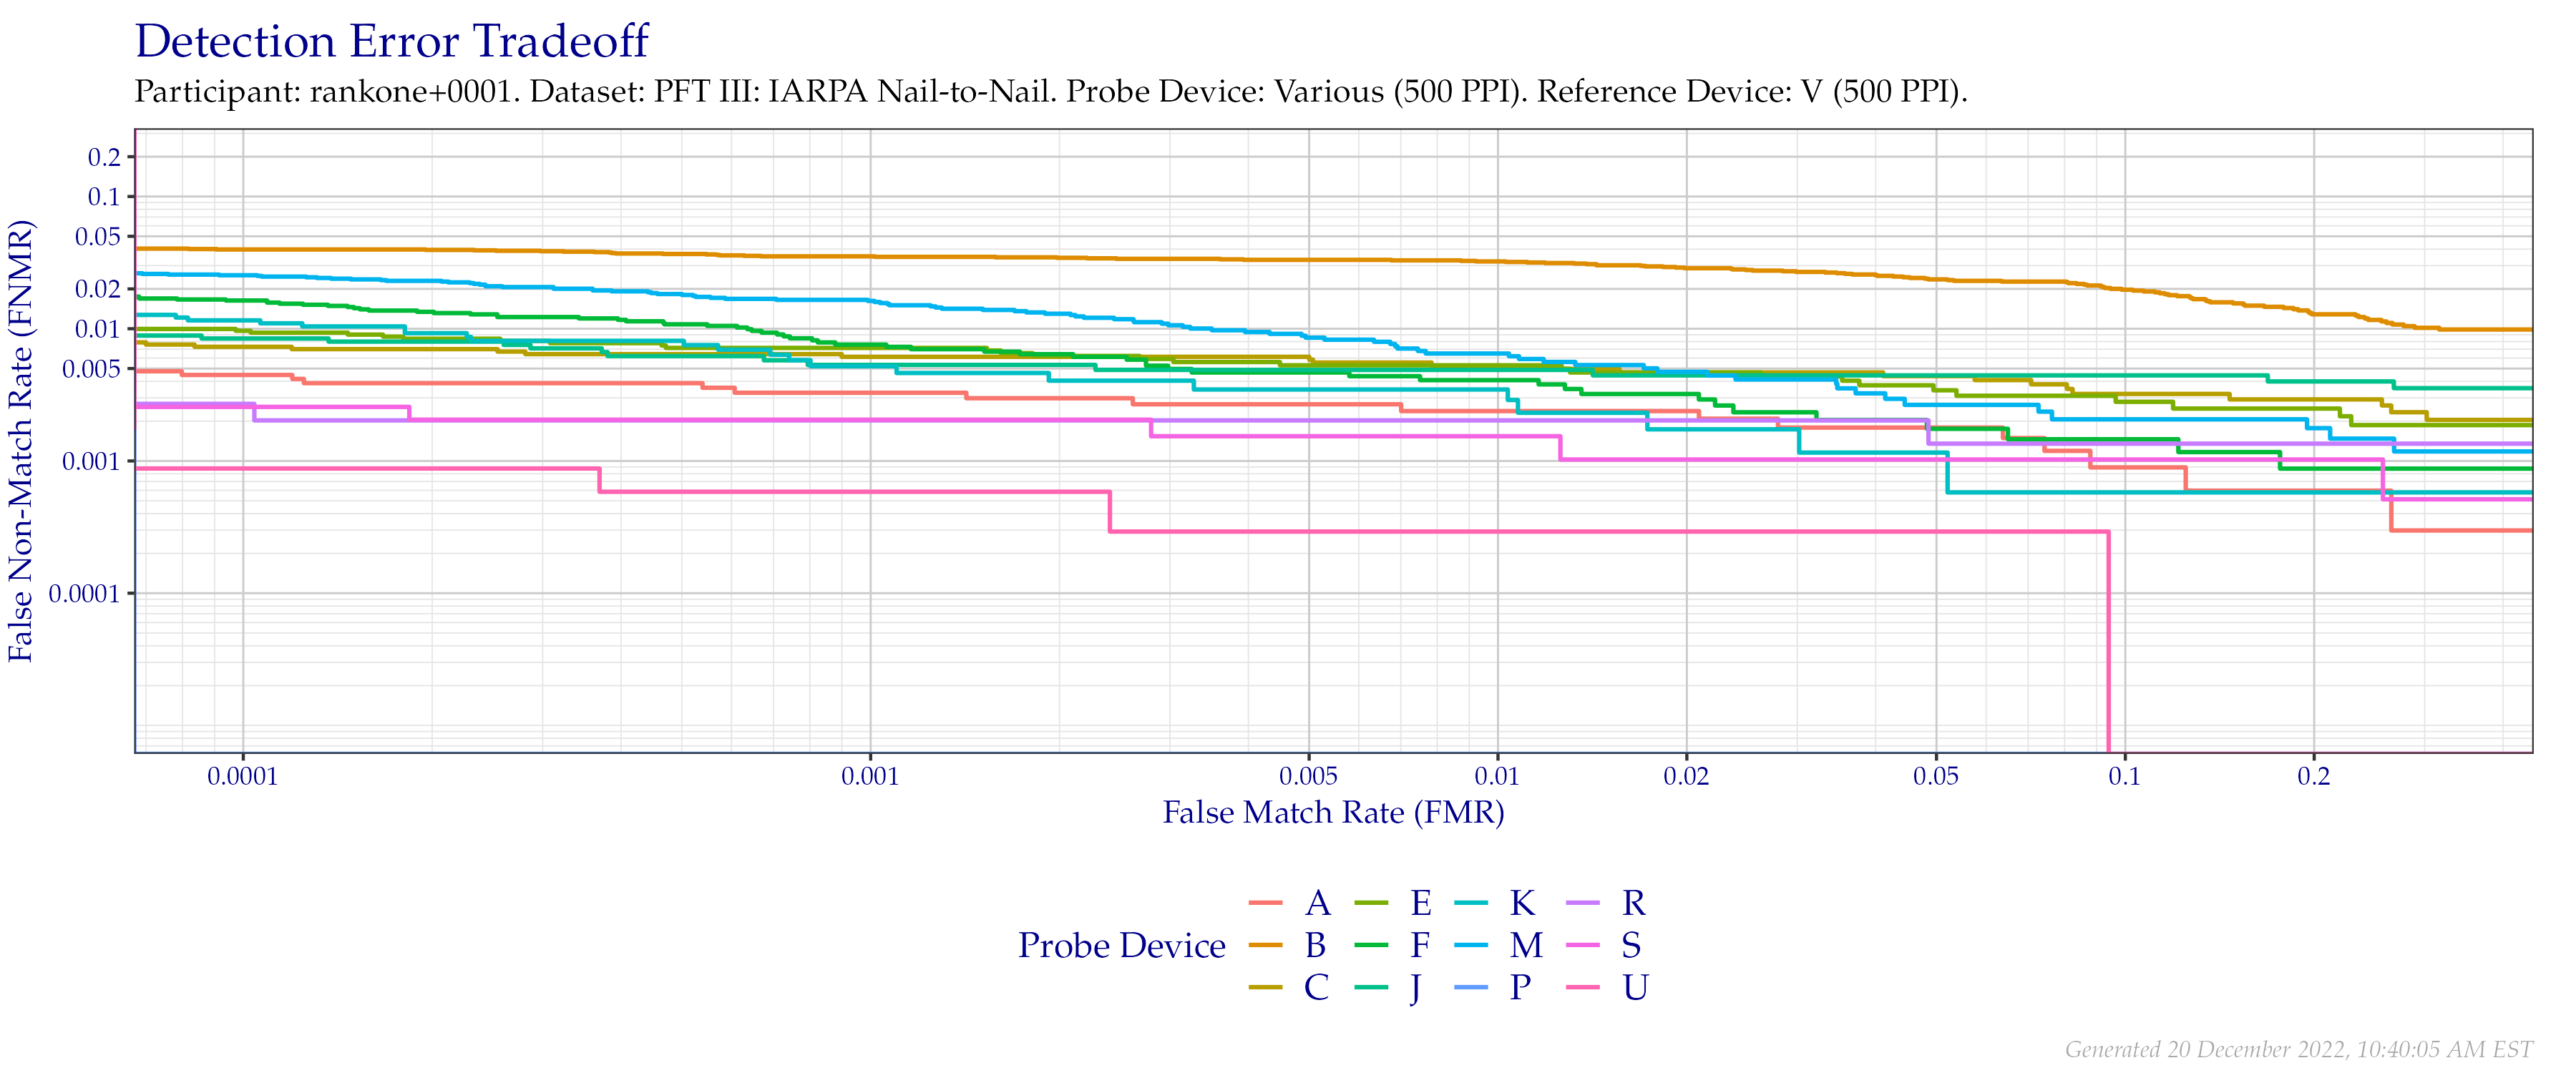 Detection Error Tradeoff
Participant: rankone+0001. Dataset: PFT III: IARPA Nail-to-Nail. Probe Device: Various (500 PPI). Reference Device: V (500 PPI).
False Non-Match Rate (FNMR)
0.2
0.1
0.05
0.02
0.01
0.005
0.001
0.0001
0.0001 0.001 0.005 0.01 0.02 0.05 0.1 0.2
False Match Rate (FMR)
Probe Device
A E K R
B F M S
C J P U
Generated 20 December 2022, 10:40:05 AM EST